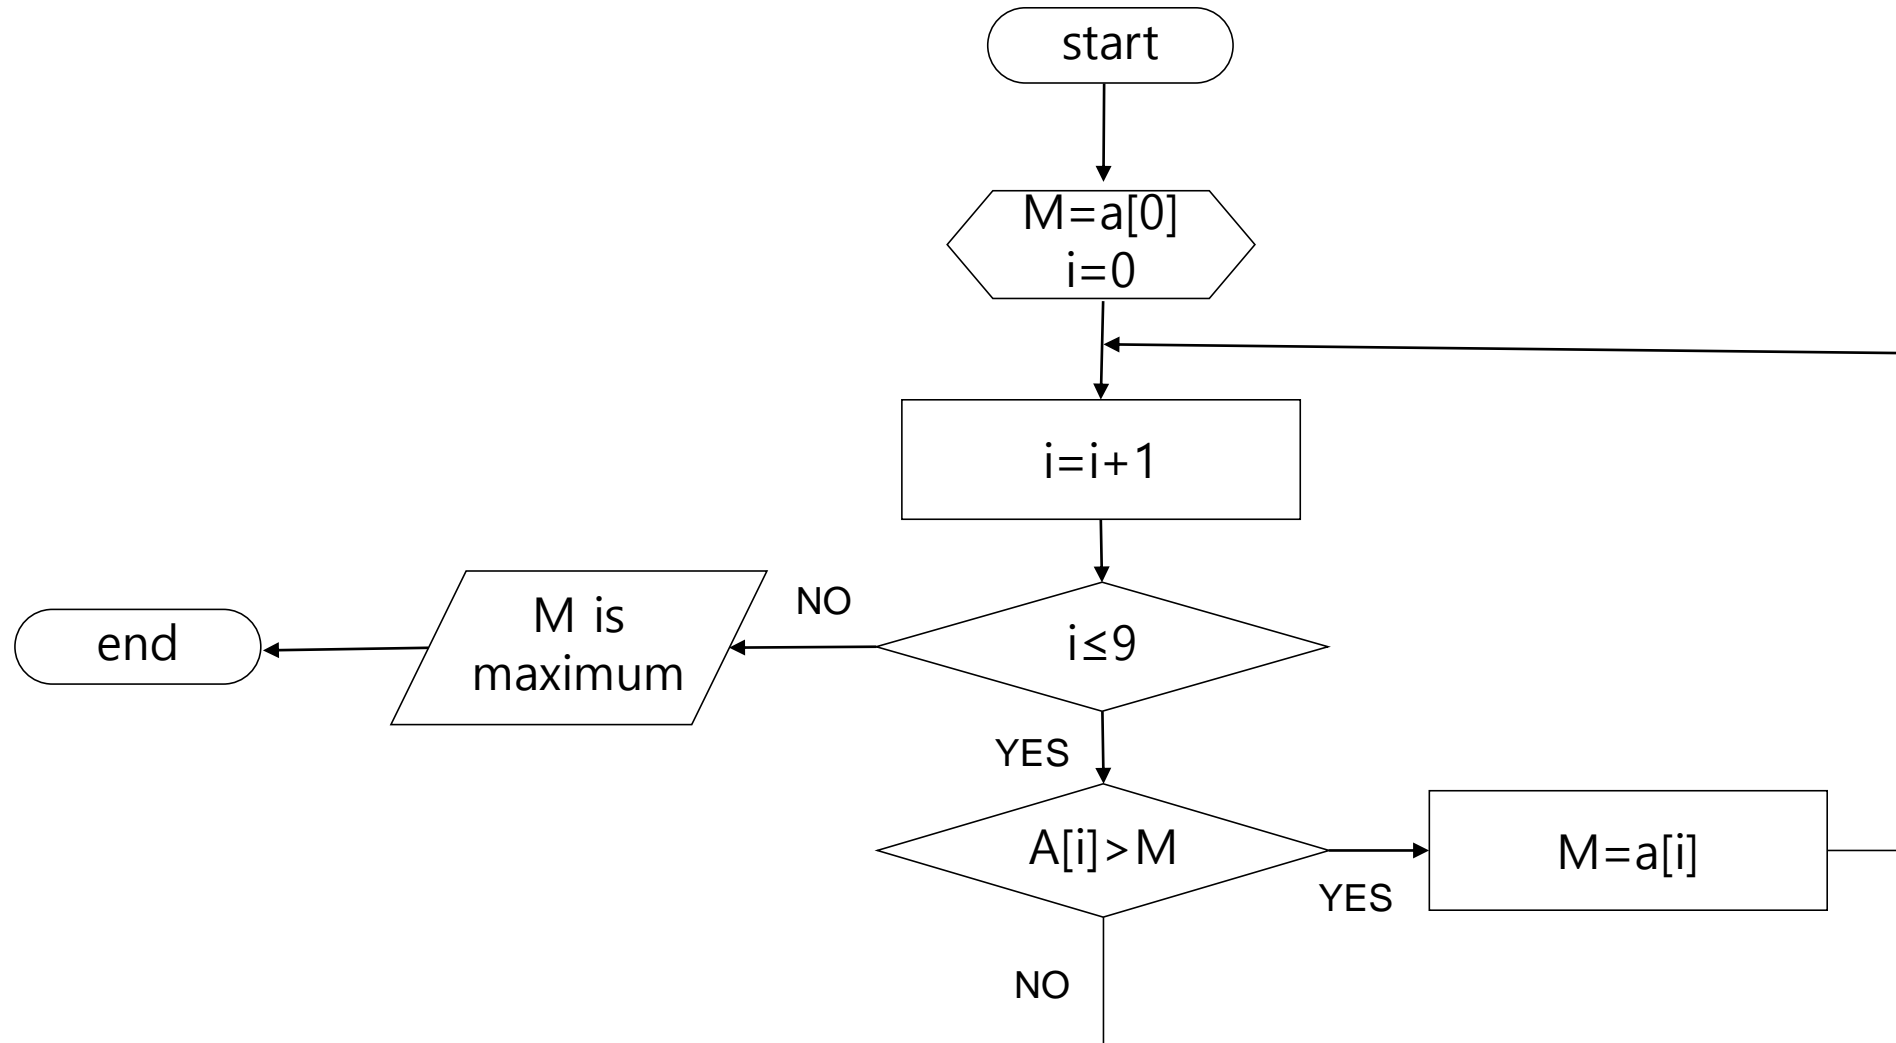 start
M=a[0]
i=0
i=i+1
i≤9
NO
M is
maximum
end
YES
A[i]>M
YES
M=a[i]
NO